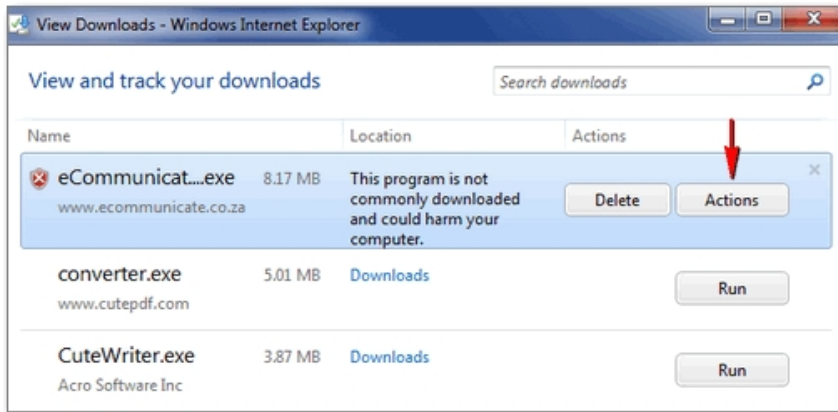 View Downloads - Windows Internet Explorer
View and track your downloads
Search downloads
Name Location Actions
eCommunicat....exe 8.17 MB
www.ecommunicate.co.za
This program is not
commonly downloaded
and could harm your
computer.
Delete Actions
converter.exe 5.01 MB Downloads Run
www.cutepdf.com
CuteWriter.exe 3.87 MB Downloads Run
Acro Software Inc